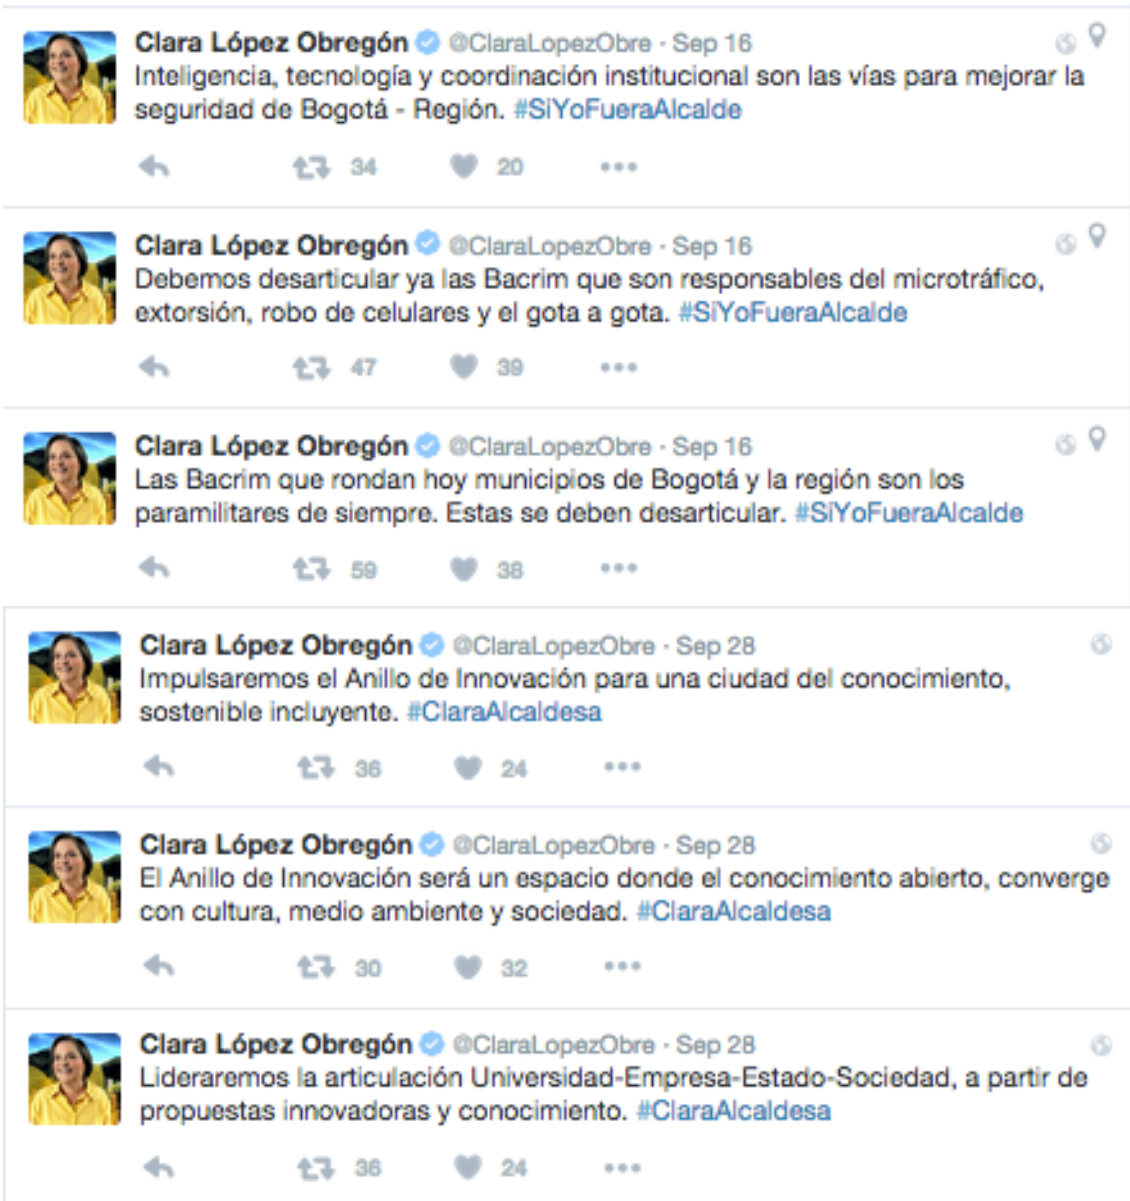 Clara López Obregón @ClaraLopezObre · Sep 16
Inteligencia, tecnología y coordinación institucional son las vías para mejorar la
seguridad de Bogotá - Región. #SiYoFueraAlcalde
34 20
Clara López Obregón @ClaraLopezObre · Sep 16
Debemos desarticular ya las Bacrim que son responsables del microtráfico,
extorsión, robo de celulares y el gota a gota. #SiYoFueraAlcalde
47 39
Clara López Obregón @ClaraLopezObre · Sep 16
Las Bacrim que rondan hoy municipios de Bogotá y la región son los
paramilitares de siempre. Estas se deben desarticular. #SiYoFueraAlcalde
59 38
Clara López Obregón @ClaraLopezObre · Sep 28
Impulsaremos el Anillo de Innovación para una ciudad del conocimiento,
sostenible incluyente. #ClaraAlcaldesa
36 24
Clara López Obregón @ClaraLopezObre · Sep 28
El Anillo de Innovación será un espacio donde el conocimiento abierto, converge
con cultura, medio ambiente y sociedad. #ClaraAlcaldesa
30 32
Clara López Obregón @ClaraLopezObre · Sep 28
Lideraremos la articulación Universidad-Empresa-Estado-Sociedad, a partir de
propuestas innovadoras y conocimiento. #ClaraAlcaldesa
36 24